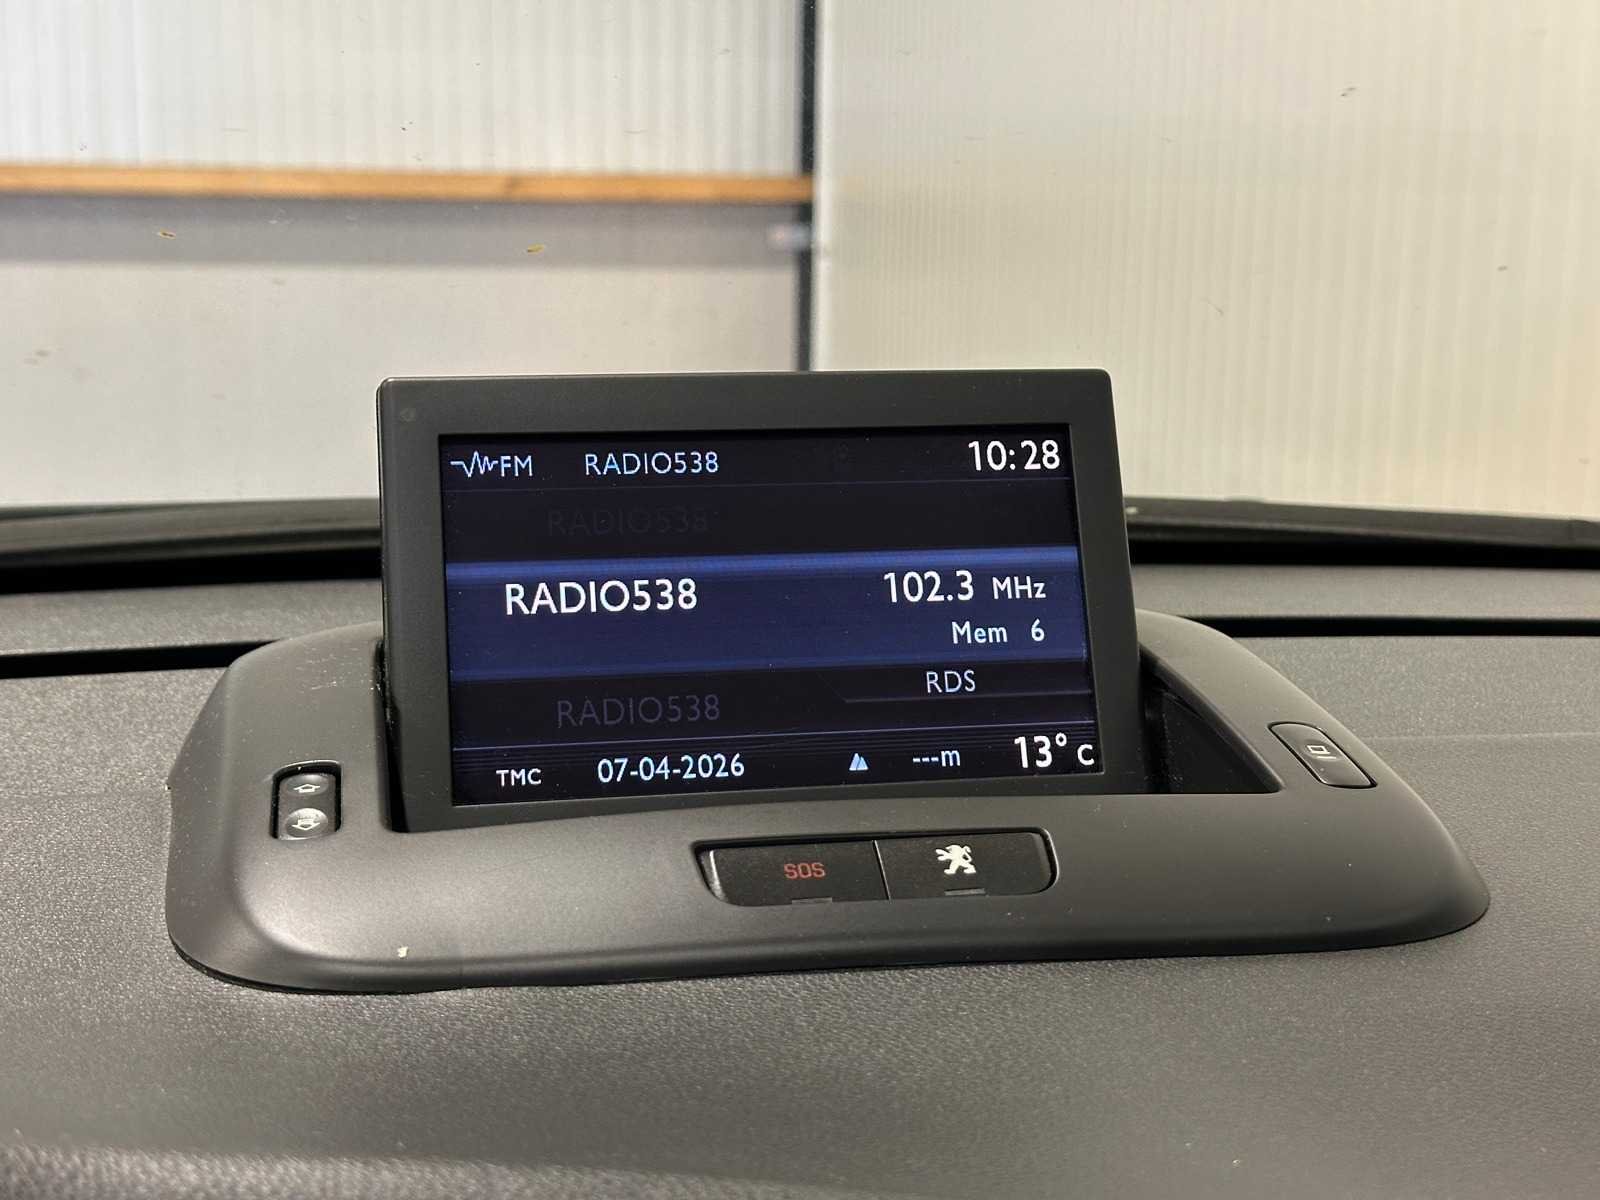 FM RADIO538 10:28
RADIO538
RADIO538 102.3 MHz
Mem 6
RDS
RADIO538
TMC 07-04-2026 ---m 13° C
SOS